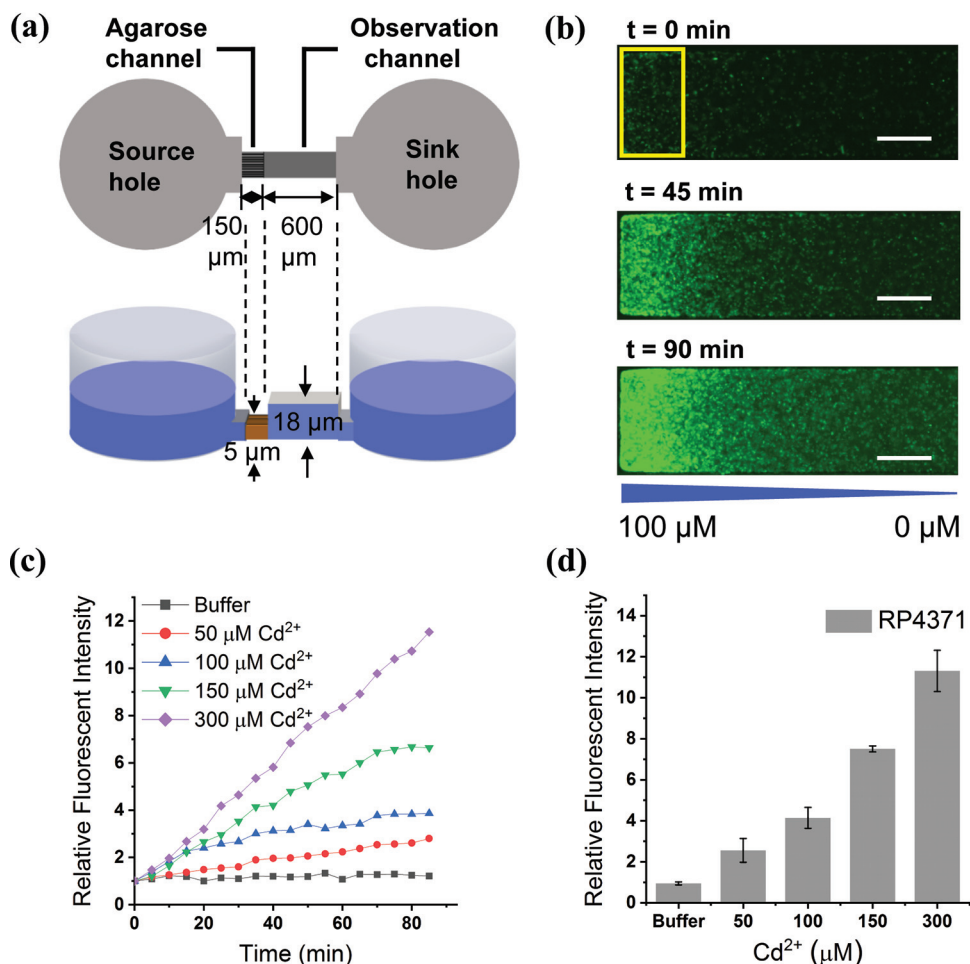 (a)
Agarose
channel
Observation
channel
Source
hole
Sink
hole
150
μm
600
μm
18 μm
5 μm
(b)
t = 0 min
t = 45 min
t = 90 min
100 μM
0 μM
(c)
Relative Fluorescent Intensity
12
10
8
6
4
2
0
Buffer
50 μM Cd²⁺
100 μM Cd²⁺
150 μM Cd²⁺
300 μM Cd²⁺
0
20
40
60
80
Time (min)
(d)
Relative Fluorescent Intensity
14
12
10
8
6
4
2
0
RP4371
Buffer
50
100
150
300
Cd²⁺ (μM)